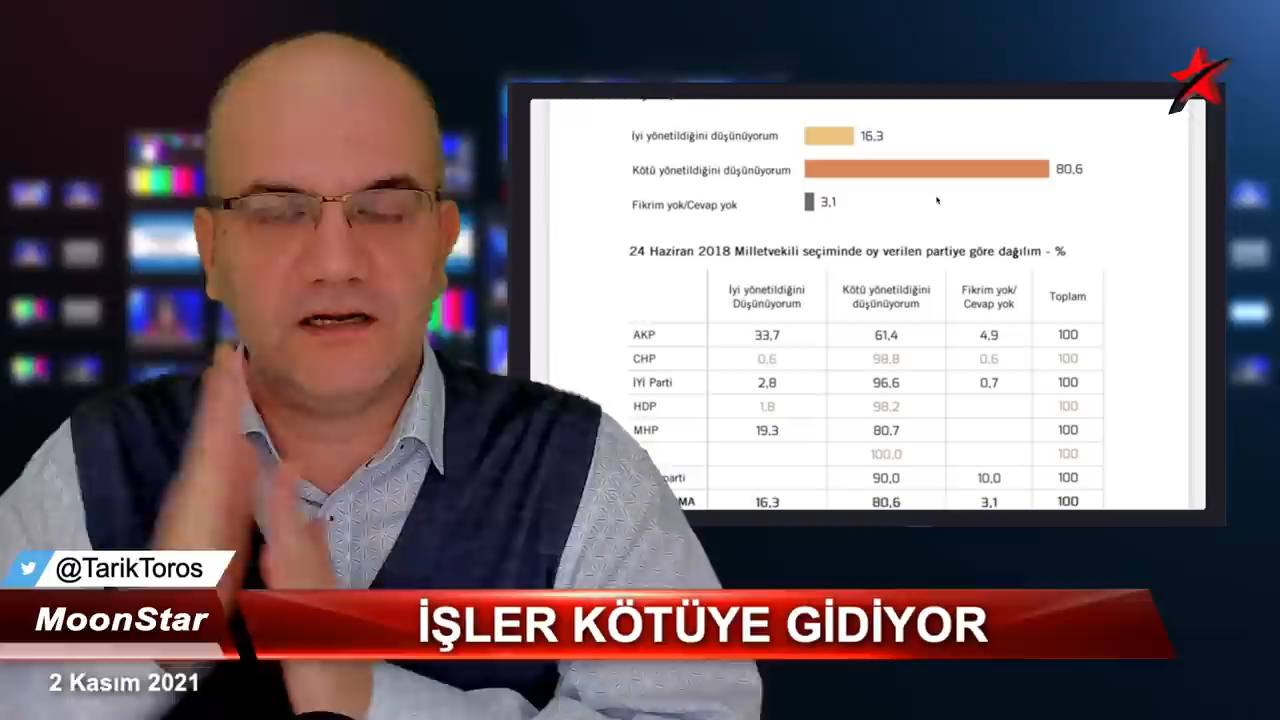 İyi yönetildiğini düşünüyorum 16,3
Kötü yönetildiğini düşünüyorum 80,6
Fikrim yok/Cevap yok 3,1
24 Haziran 2018 Milletvekili seçiminde oy verilen partiye göre dağılım - %
İyi yönetildiğini Düşünüyorum Kötü yönetildiğini düşünüyorum Fikrim yok/ Cevap yok Toplam
AKP 33,7 61,4 4,9 100
CHP 0,6 98,8 0,6 100
İYİ Parti 2,8 96,6 0,7 100
HDP 1,8 98,2 100
MHP 19,3 80,7 100
100,0 100
parti 90,0 10,0 100
MA 16,3 80,6 3,1 100
@TarikToros
MoonStar
İŞLER KÖTÜYE GİDİYOR
2 Kasım 2021